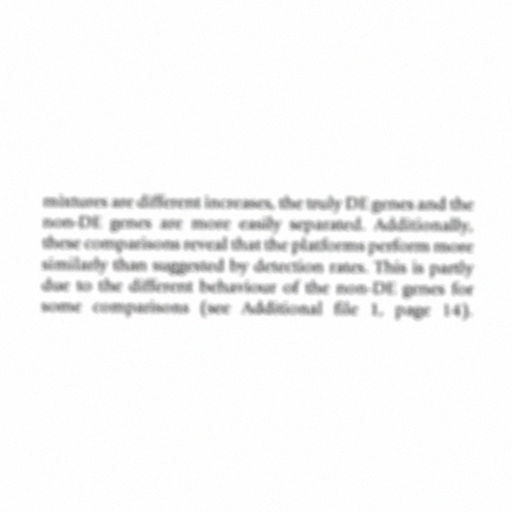 mixtures are different increases, the truly DE genes and the
non-DE genes are more easily separated. Additionally,
these comparisons reveal that the platforms perform more
similarly than suggested by detection rates. This is partly
due to the different behaviour of the non-DE genes for
some comparisons (see Additional file 1, page 14).